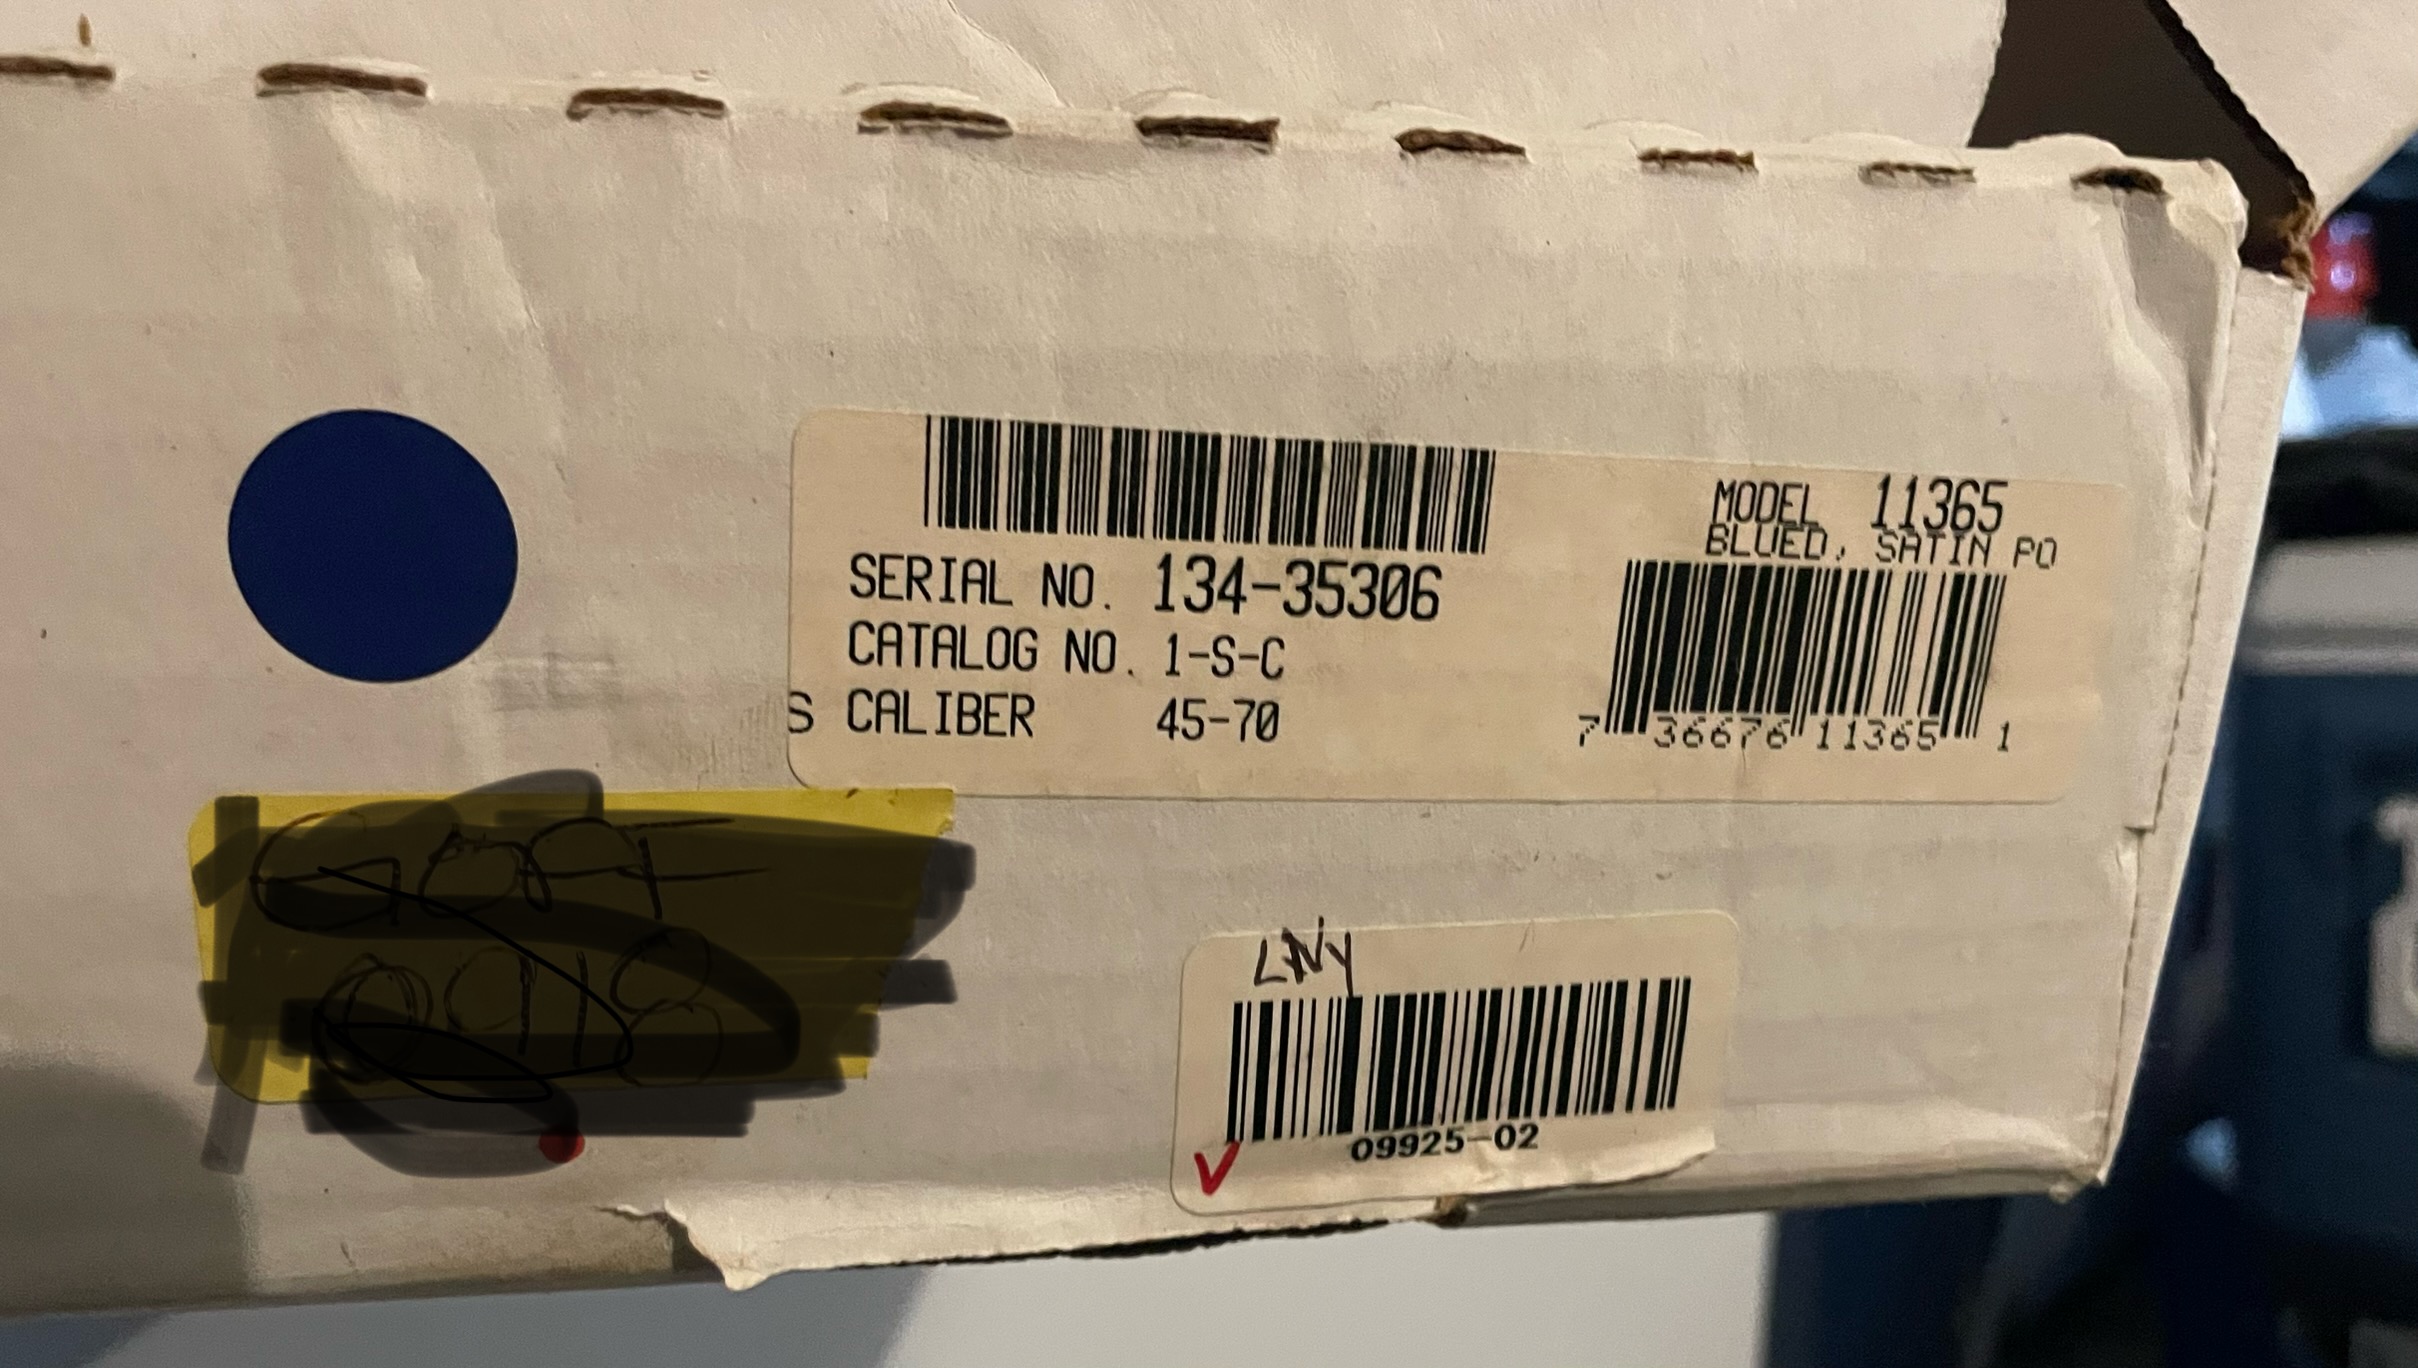 SERIAL NO. 134-35306
CATALOG NO. 1-S-C
S CALIBER 45-70
MODEL 11365
BLUED, SATIN PO
7 36676 11365 1
LNY
09925-02